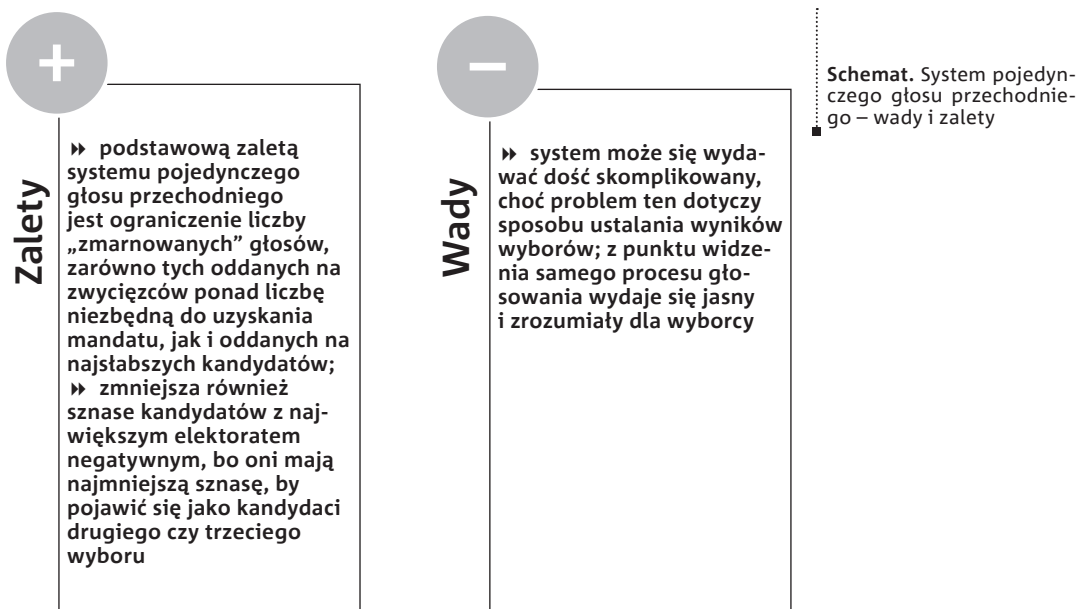 +
Zalety
» podstawową zaletą
systemu pojedynczego
głosu przechodniego
jest ograniczenie liczby
„zmarnowanych” głosów,
zarówno tych oddanych na
zwycięzców ponad liczbę
niezbędną do uzyskania
mandatu, jak i oddanych na
najsłabszych kandydatów;
» zmniejsza również
sznase kandydatów z naj-
większym elektoratem
negatywnym, bo oni mają
najmniejszą sznasę, by
pojawić się jako kandydaci
drugiego czy trzeciego
wyboru
–
Wady
» system może się wyda-
wać dość skomplikowany,
choć problem ten dotyczy
sposobu ustalania wyników
wyborów; z punktu widze-
nia samego procesu gło-
sowania wydaje się jasny
i zrozumiały dla wyborcy
Schemat. System pojedyn-
czego głosu przechodnie-
go – wady i zalety